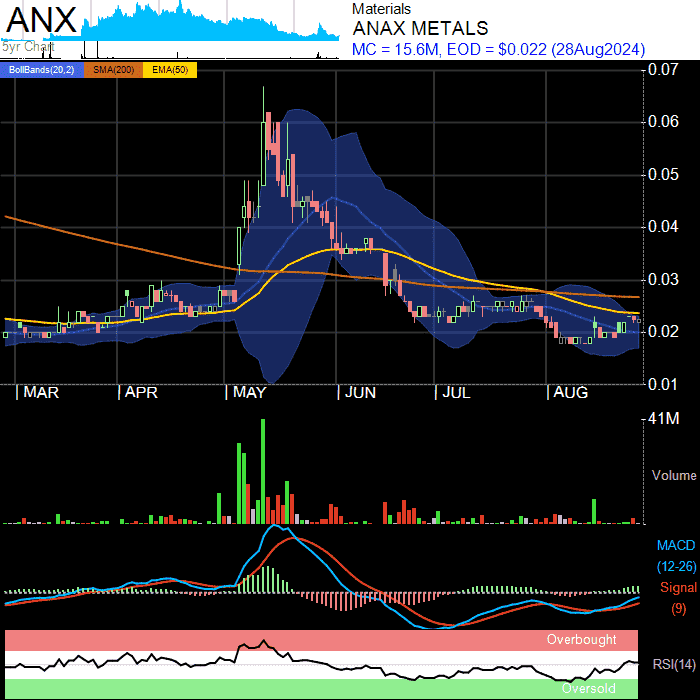 ANX
5yr Chart
Materials
ANAX METALS
MC = 15.6M, EOD = $0.022 (28Aug2024)
BollBands(20,2) SMA(200) EMA(50)
0.07
0.06
0.05
0.04
0.03
0.02
0.01
MAR APR MAY JUN JUL AUG
41M
Volume
MACD
(12-26)
Signal
(9)
Overbought
RSI(14)
Oversold